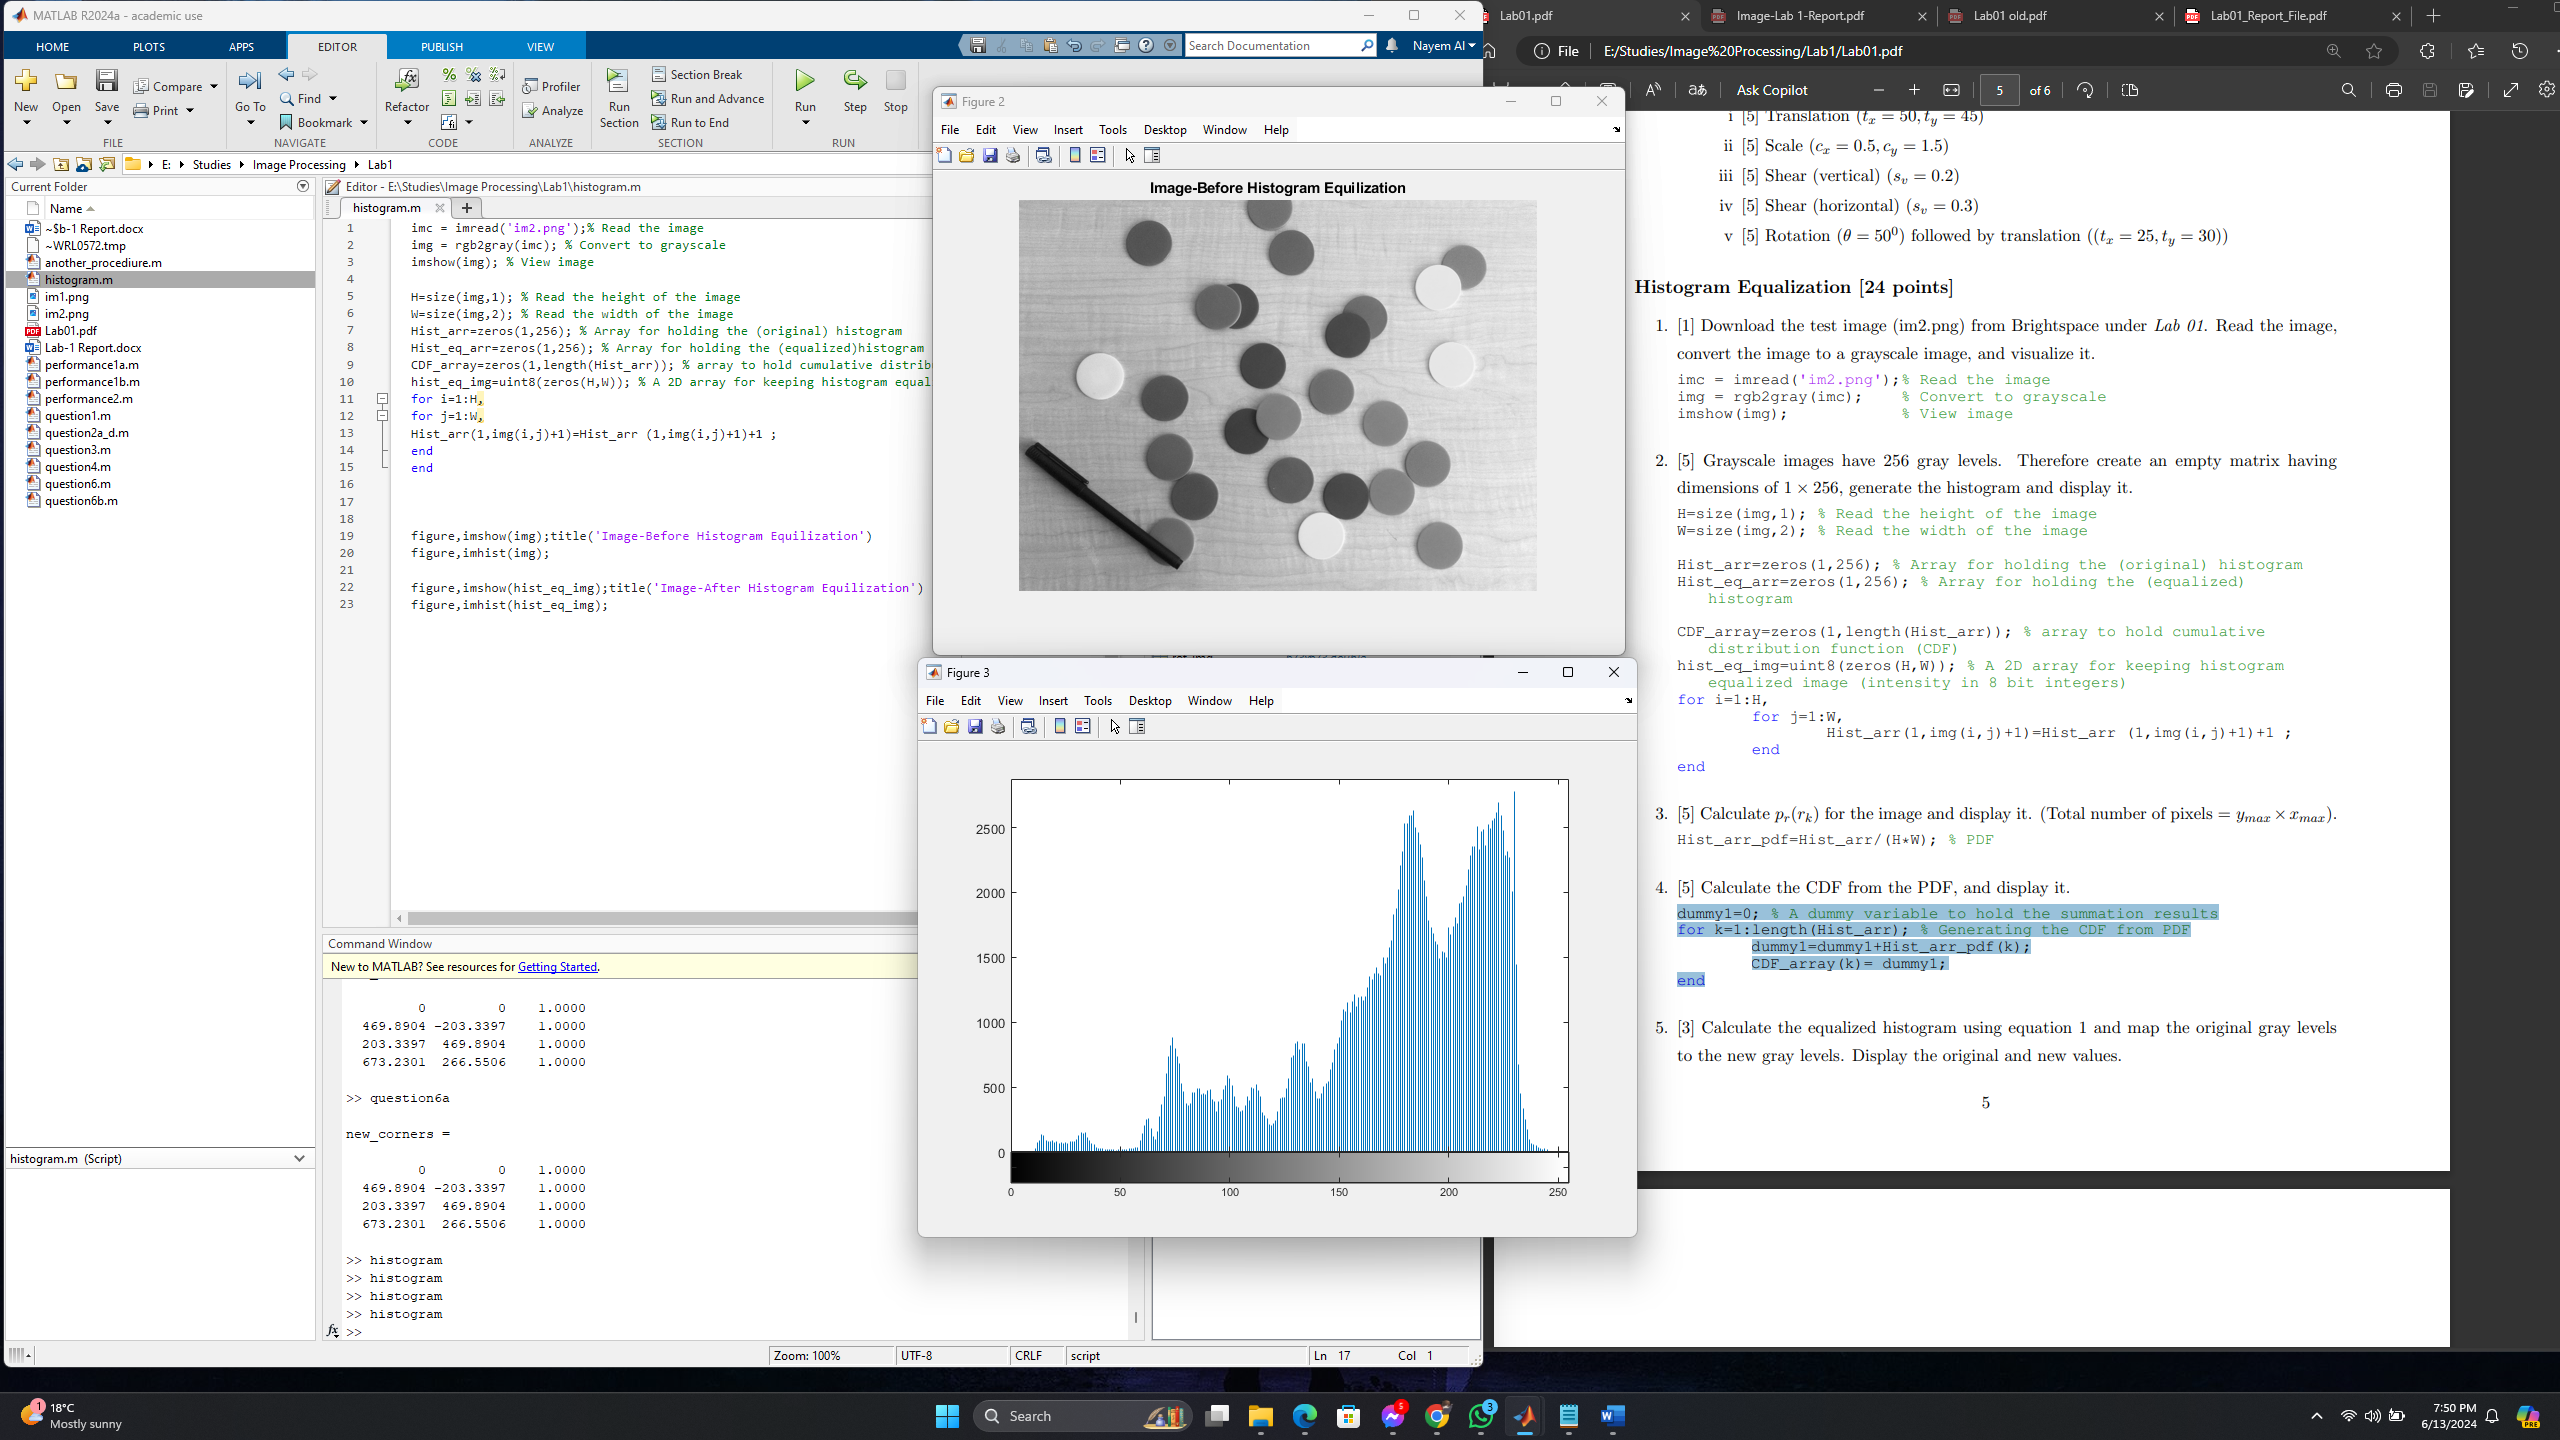 MATLAB R2024a - academic use
HOME PLOTS APPS EDITOR PUBLISH VIEW
Search Documentation
Nayem Al
New Open Save Compare Print
Go To Find Bookmark
Refactor
Profiler Analyze
Run Section Section Break Run and Advance Run to End
Run Step Stop
FILE NAVIGATE CODE ANALYZE SECTION RUN
E: Studies Image Processing Lab1
Current Folder
Name
~$b-1 Report.docx
~WRL0572.tmp
another_procediure.m
histogram.m
im1.png
im2.png
Lab01.pdf
Lab-1 Report.docx
performance1a.m
performance1b.m
performance2.m
question1.m
question2a_d.m
question3.m
question4.m
question6.m
question6b.m
histogram.m (Script)
Editor - E:\Studies\Image Processing\Lab1\histogram.m
histogram.m
1 imc = imread('im2.png');% Read the image
2 img = rgb2gray(imc); % Convert to grayscale
3 imshow(img); % View image
4
5 H=size(img,1); % Read the height of the image
6 W=size(img,2); % Read the width of the image
7 Hist_arr=zeros(1,256); % Array for holding the (original) histogram
8 Hist_eq_arr=zeros(1,256); % Array for holding the (equalized)histogram
9 CDF_array=zeros(1,length(Hist_arr)); % array to hold cumulative distrib
10 hist_eq_img=uint8(zeros(H,W)); % A 2D array for keeping histogram equal
11 for i=1:H,
12 for j=1:W,
13 Hist_arr(1,img(i,j)+1)=Hist_arr (1,img(i,j)+1)+1 ;
14 end
15 end
16
17
18
19 figure,imshow(img);title('Image-Before Histogram Equilization')
20 figure,imhist(img);
21
22 figure,imshow(hist_eq_img);title('Image-After Histogram Equilization')
23 figure,imhist(hist_eq_img);
Command Window
New to MATLAB? See resources for Getting Started.
0 0 1.0000
469.8904 -203.3397 1.0000
203.3397 469.8904 1.0000
673.2301 266.5506 1.0000
>> question6a
new_corners =
0 0 1.0000
469.8904 -203.3397 1.0000
203.3397 469.8904 1.0000
673.2301 266.5506 1.0000
>> histogram
>> histogram
>> histogram
>> histogram
fx >>
Zoom: 100% UTF-8 CRLF script Ln 17 Col 1
Figure 2
File Edit View Insert Tools Desktop Window Help
Image-Before Histogram Equilization
Figure 3
File Edit View Insert Tools Desktop Window Help
2500
2000
1500
1000
500
0
0 50 100 150 200 250
Lab01.pdf Image-Lab 1-Report.pdf Lab01 old.pdf Lab01_Report_File.pdf
File E:/Studies/Image%20Processing/Lab1/Lab01.pdf
Ask Copilot 5 of 6
i [5] Translation (tx = 50, ty = 45)
ii [5] Scale (cx = 0.5, cy = 1.5)
iii [5] Shear (vertical) (sv = 0.2)
iv [5] Shear (horizontal) (sv = 0.3)
v [5] Rotation (θ = 50⁰) followed by translation ((tx = 25, ty = 30))
Histogram Equalization [24 points]
1. [1] Download the test image (im2.png) from Brightspace under Lab 01. Read the image,
convert the image to a grayscale image, and visualize it.
imc = imread('im2.png');% Read the image
img = rgb2gray(imc); % Convert to grayscale
imshow(img); % View image
2. [5] Grayscale images have 256 gray levels. Therefore create an empty matrix having
dimensions of 1 × 256, generate the histogram and display it.
H=size(img,1); % Read the height of the image
W=size(img,2); % Read the width of the image
Hist_arr=zeros(1,256); % Array for holding the (original) histogram
Hist_eq_arr=zeros(1,256); % Array for holding the (equalized)
histogram
CDF_array=zeros(1,length(Hist_arr)); % array to hold cumulative
distribution function (CDF)
hist_eq_img=uint8(zeros(H,W)); % A 2D array for keeping histogram
equalized image (intensity in 8 bit integers)
for i=1:H,
for j=1:W,
Hist_arr(1,img(i,j)+1)=Hist_arr (1,img(i,j)+1)+1 ;
end
end
3. [5] Calculate pr(rk) for the image and display it. (Total number of pixels = ymax × xmax).
Hist_arr_pdf=Hist_arr/(H*W); % PDF
4. [5] Calculate the CDF from the PDF, and display it.
dummy1=0; % A dummy variable to hold the summation results
for k=1:length(Hist_arr); % Generating the CDF from PDF
dummy1=dummy1+Hist_arr_pdf(k);
CDF_array(k)= dummy1;
end
5. [3] Calculate the equalized histogram using equation 1 and map the original gray levels
to the new gray levels. Display the original and new values.
5
1
18°C
Mostly sunny
Search
5
3
7:50 PM
6/13/2024